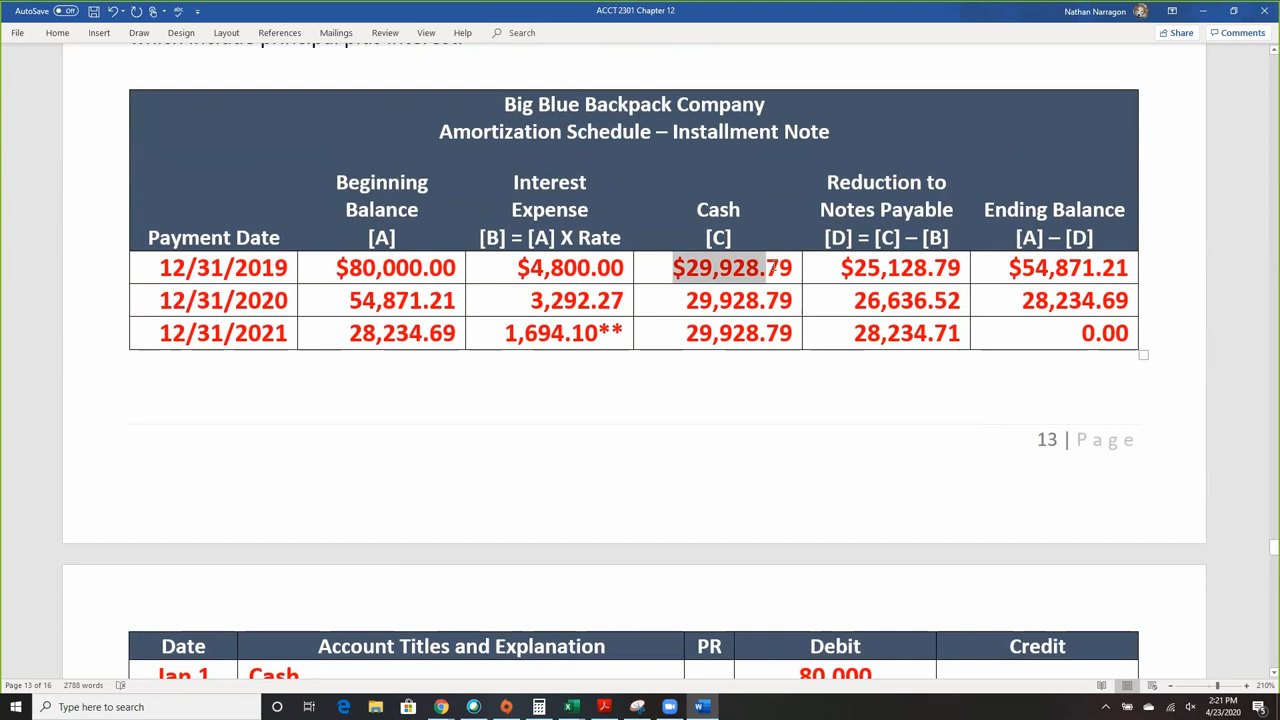 AutoSave Off
ACCT 2301 Chapter 12
Nathan Narragon
File Home Insert Draw Design Layout References Mailings Review View Help Search Share Comments
which include principal plus interest.
Big Blue Backpack Company
Amortization Schedule – Installment Note
Payment Date Beginning Balance [A] Interest Expense [B] = [A] X Rate Cash [C] Reduction to Notes Payable [D] = [C] – [B] Ending Balance [A] – [D]
12/31/2019 $80,000.00 $4,800.00 $29,928.79 $25,128.79 $54,871.21
12/31/2020 54,871.21 3,292.27 29,928.79 26,636.52 28,234.69
12/31/2021 28,234.69 1,694.10** 29,928.79 28,234.71 0.00
13 | Page
Date Account Titles and Explanation PR Debit Credit
Jan 1 Cash 80,000
Page 13 of 16 2788 words 210%
Type here to search
2:21 PM
4/23/2020